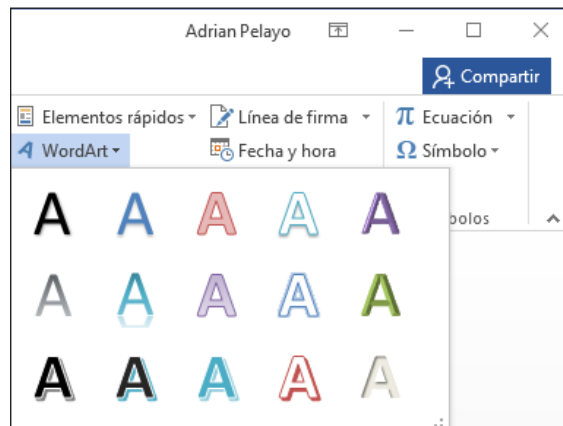 Adrian Pelayo
Compartir
Elementos rápidos Línea de firma π Ecuación
A WordArt Fecha y hora Ω Símbolo
A A A A A bolos
A A A A A
A A A A A